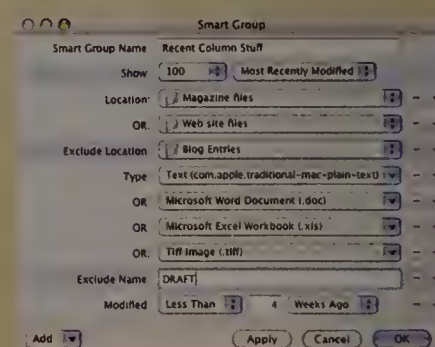 Smart Group
Smart Group Name Recent Column Stuff
Show 100 Most Recently Modified
Location: Magazine files
OR. Web site files
Exclude Location Blog Entries
Type Text (com.apple.traditional-mac-plain-text)
OR Microsoft Word Document (.doc)
OR Microsoft Excel Workbook (.xls)
OR. Tiff Image (.tiff)
Exclude Name DRAFT
Modified Less Than 4 Weeks Ago
Add Apply Cancel OK